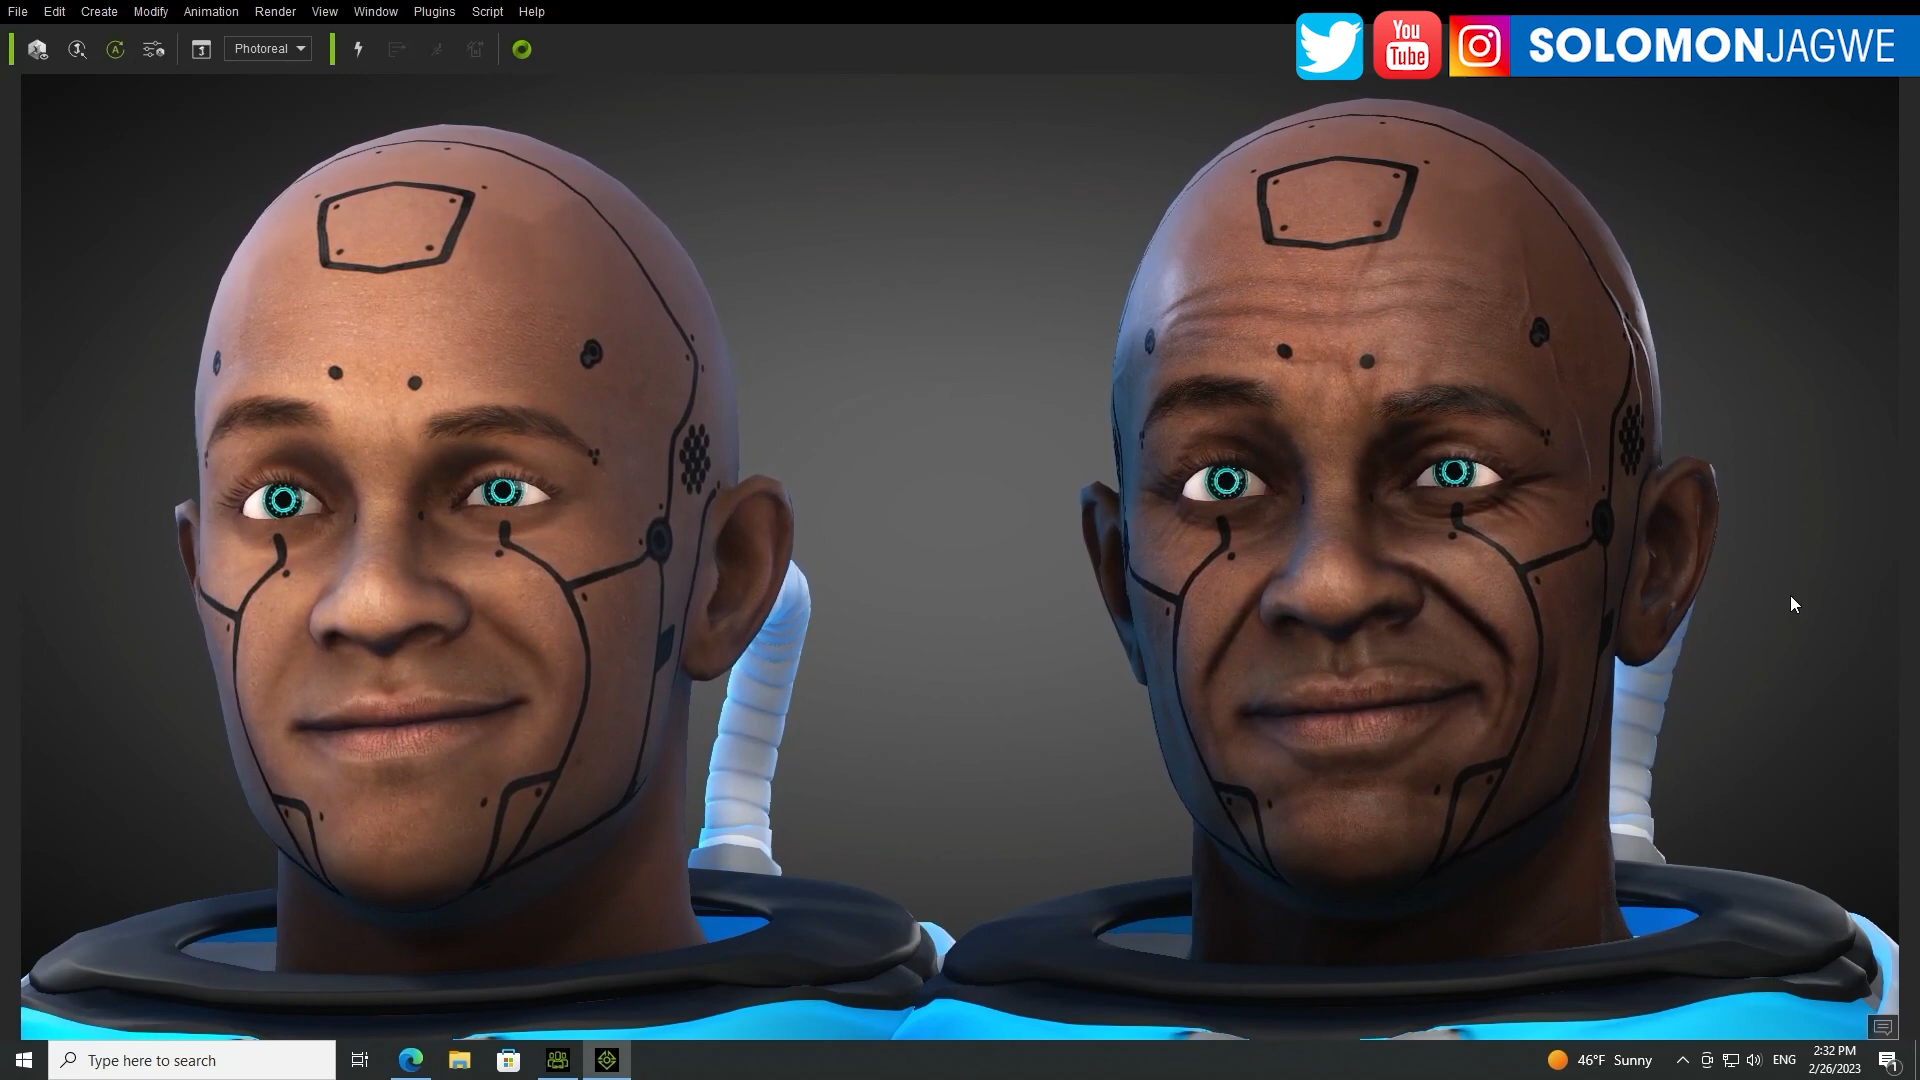 File Edit Create Modify Animation Render View Window Plugins Script Help
Photoreal
You
Tube
SOLOMONJAGWE
Type here to search
46°F Sunny
ENG
2:32 PM
2/26/2023
1